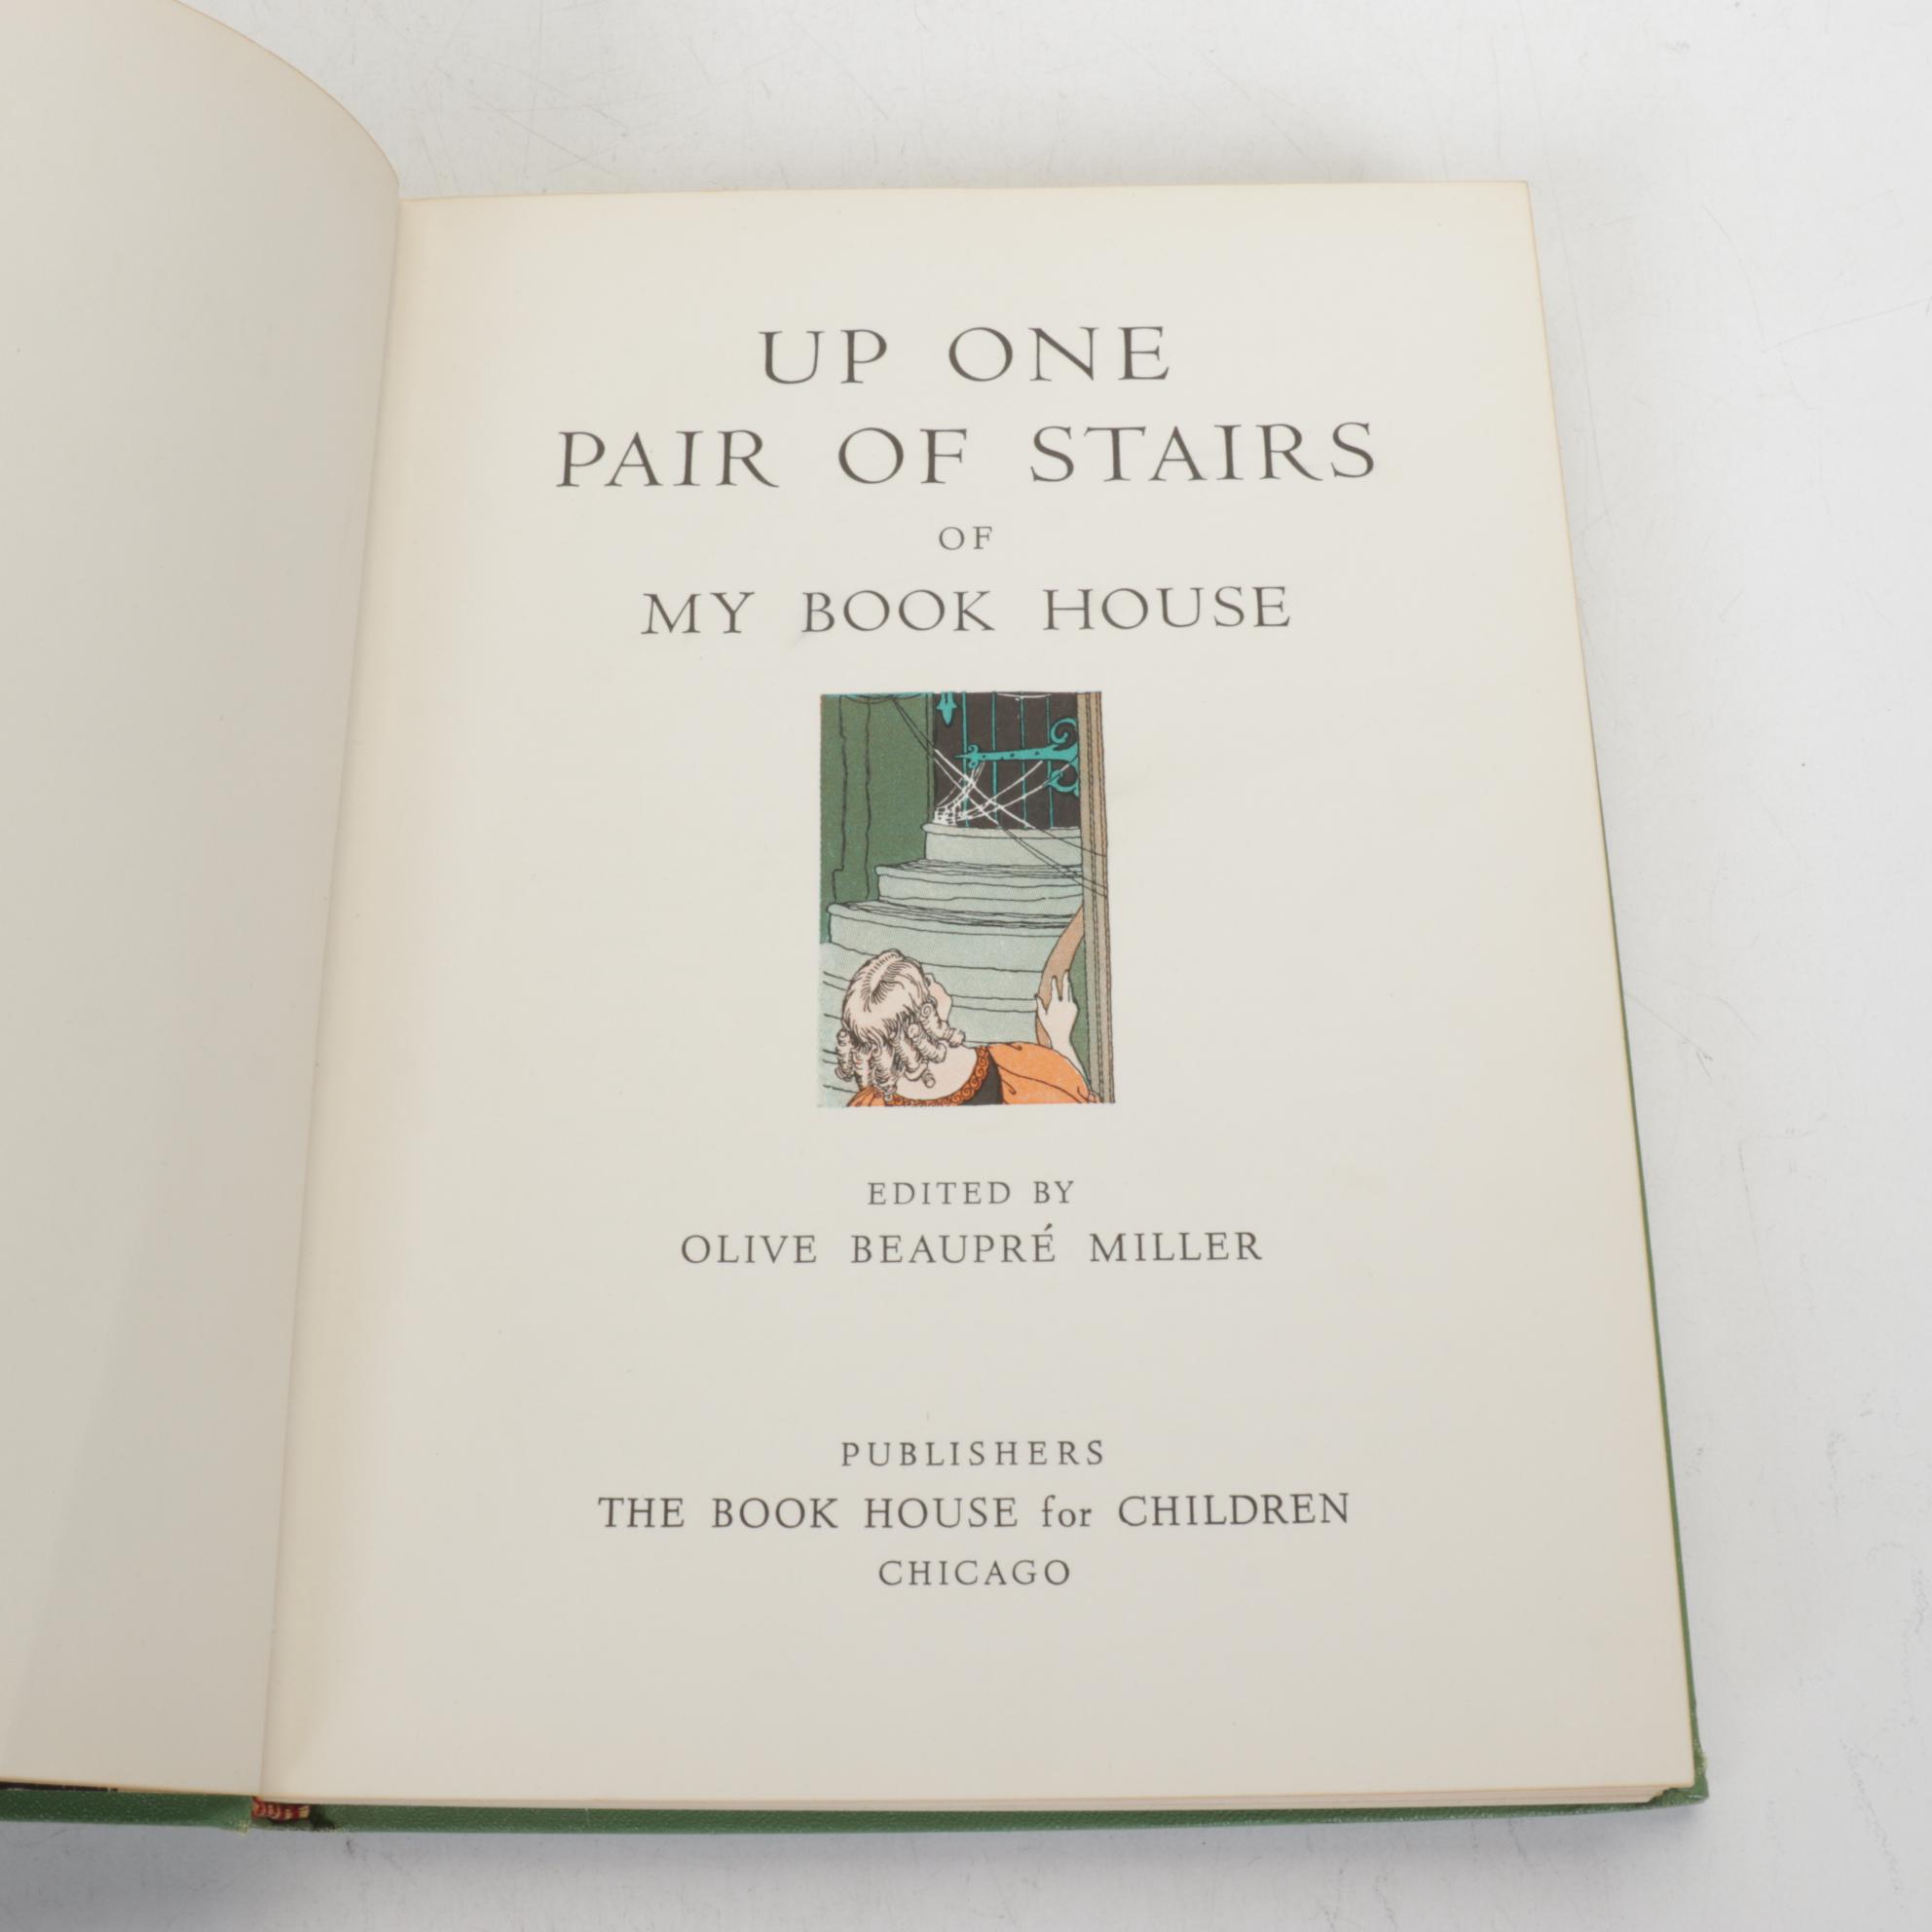 UP ONE
PAIR OF STAIRS
OF
MY BOOK HOUSE
EDITED BY
OLIVE BEAUPRÉ MILLER
PUBLISHERS
THE BOOK HOUSE for CHILDREN
CHICAGO